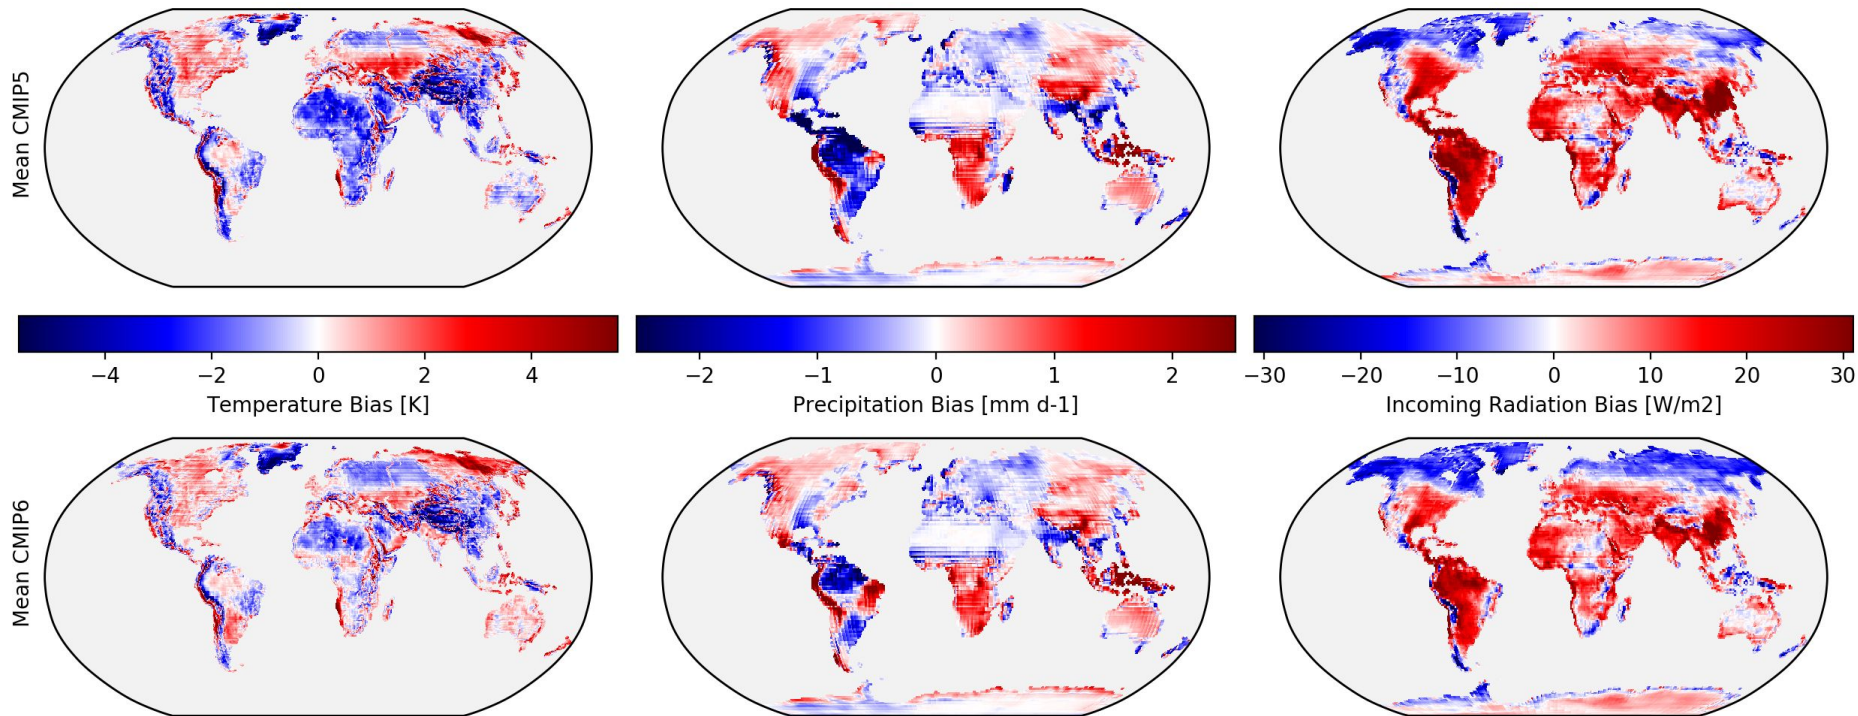 Mean CMIP5
−4 −2 0 2 4
Temperature Bias [K]
−2 −1 0 1 2
Precipitation Bias [mm d-1]
−30 −20 −10 0 10 20 30
Incoming Radiation Bias [W/m2]
Mean CMIP6